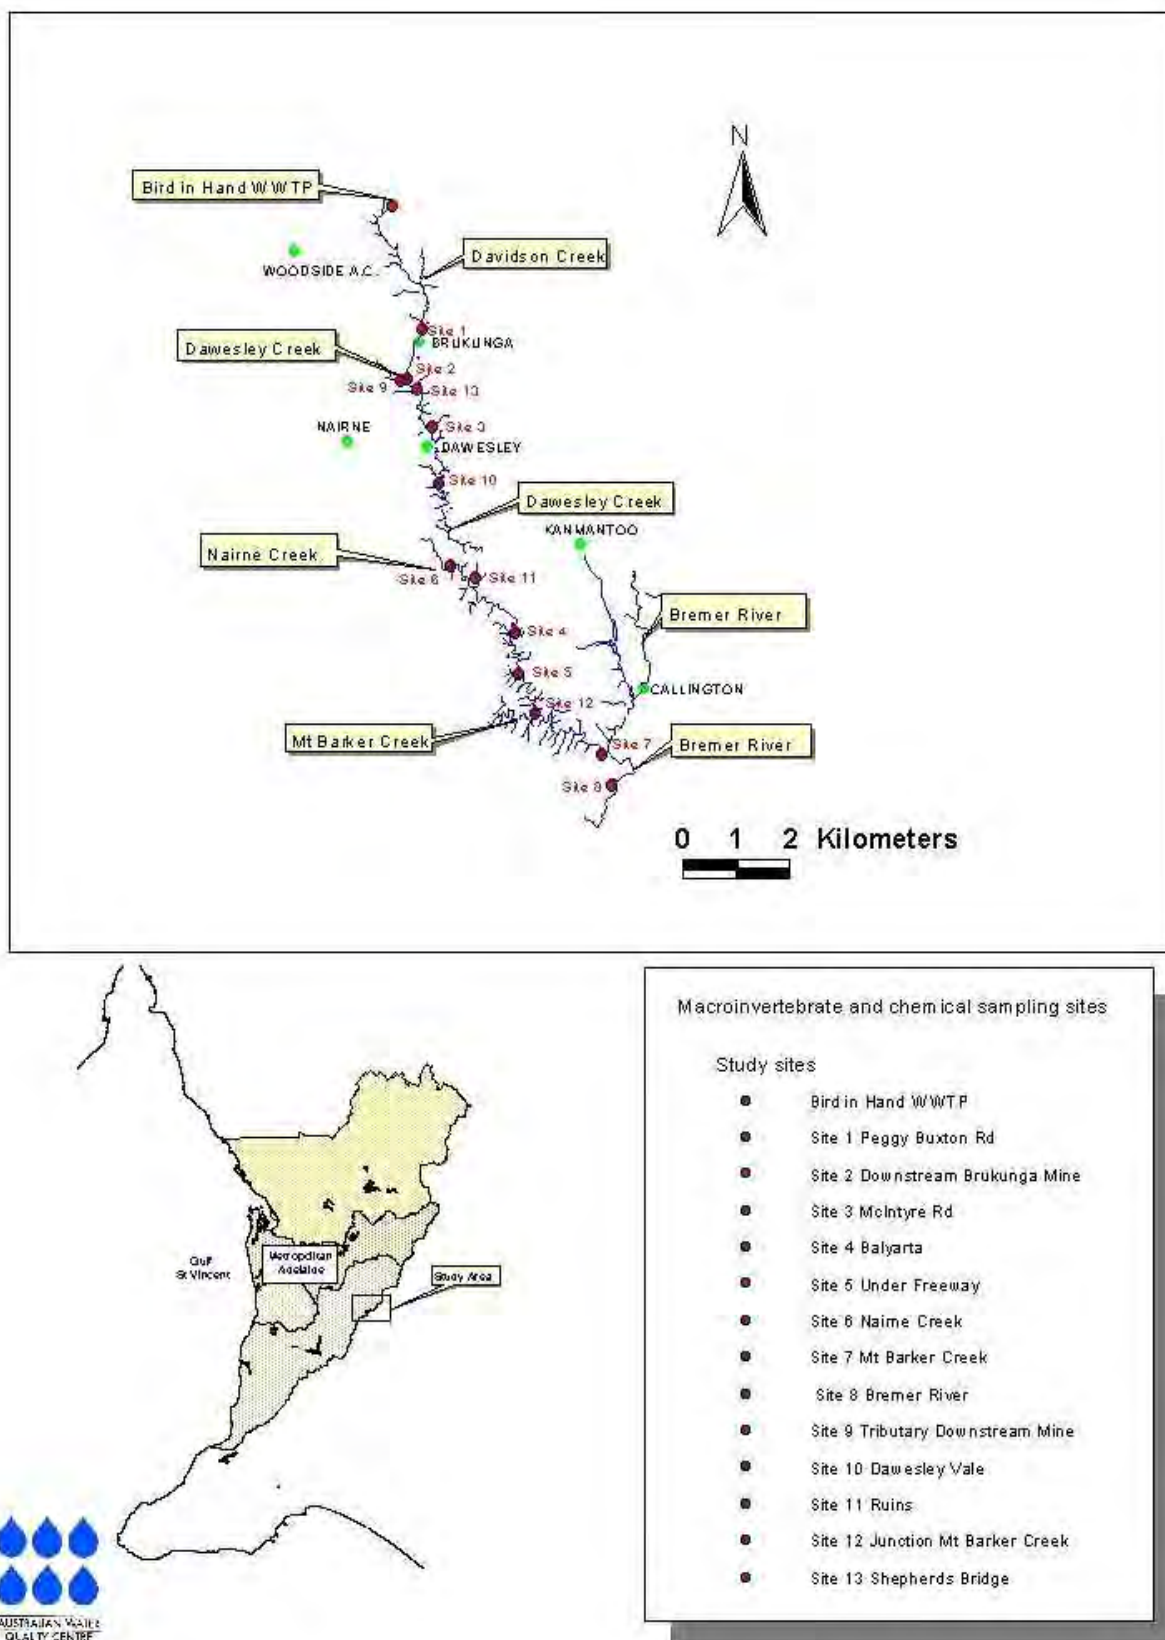 N
Bird in Hand WWTP
Davidson Creek
WOODSIDE A.C.
Site 1
BRUKUNGA
Dawesley Creek
Site 2
Site 9
Site 13
NAIRNE
Site 3
DAWESLEY
Site 10
Dawesley Creek
KANMANTOO
Nairne Creek
Site 6
Site 11
Bremer River
Site 4
Site 5
CALLINGTON
Site 12
Mt Barker Creek
Site 7
Bremer River
Site 8
0 1 2 Kilometers
Macroinvertebrate and chemical sampling sites
Study sites
Bird in Hand WWTP
Site 1 Peggy Buxton Rd
Site 2 Downstream Brukunga Mine
Site 3 McIntyre Rd
Site 4 Balyarta
Site 5 Under Freeway
Site 6 Nairne Creek
Site 7 Mt Barker Creek
Site 8 Bremer River
Site 9 Tributary Downstream Mine
Site 10 Dawesley Vale
Site 11 Ruins
Site 12 Junction Mt Barker Creek
Site 13 Shepherds Bridge
Gulf
St Vincent
Metropolitan
Adelaide
Study Area
AUSTRALIAN WATER
QUALITY CENTRE